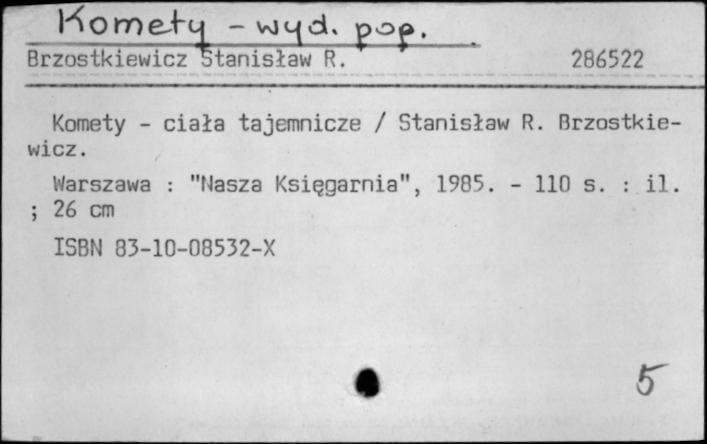 Komety - wyd. pop.
Brzostkiewicz Stanisław R. 286522
Komety - ciała tajemnicze / Stanisław R. Brzostkie-
wicz.
Warszawa : "Nasza Księgarnia", 1985. - 110 s. : il.
; 26 cm
ISBN 83-10-08532-X
5